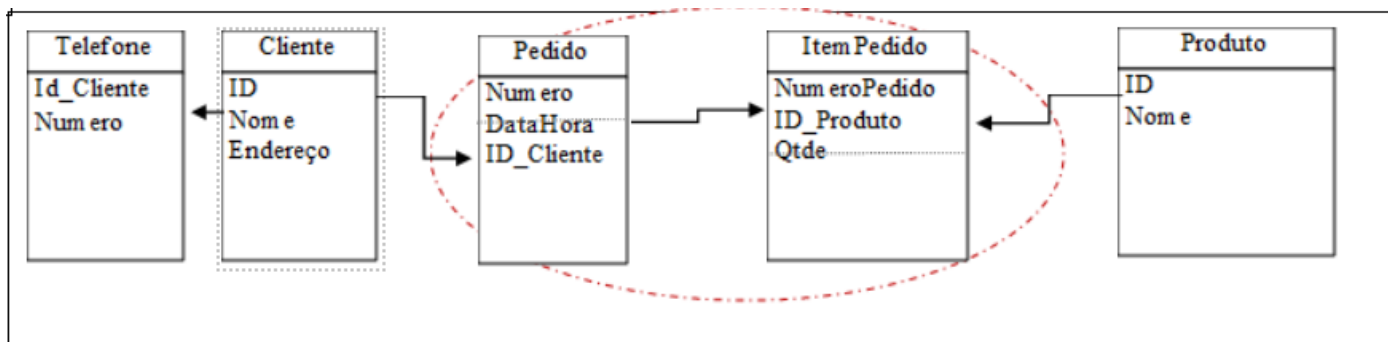 Telefone
Id_Cliente
Numero
Cliente
ID
Nome
Endereço
Pedido
Numero
DataHora
ID_Cliente
ItemPedido
NumeroPedido
ID_Produto
Qtde
Produto
ID
Nome